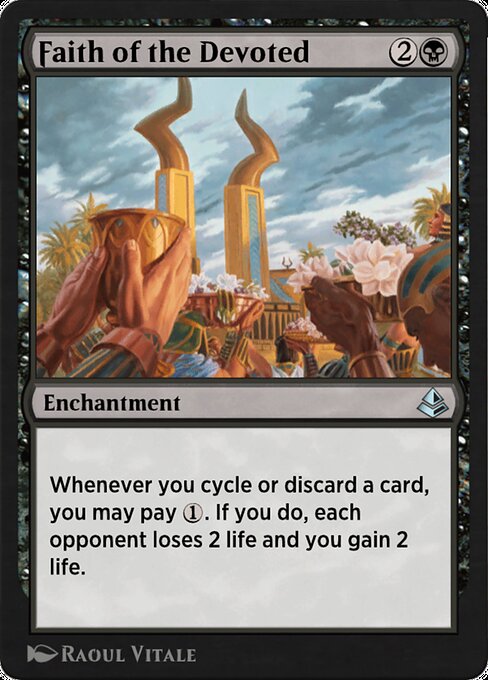 Faith of the Devoted 2
Enchantment
Whenever you cycle or discard a card,
you may pay 1. If you do, each
opponent loses 2 life and you gain 2
life.
Raoul Vitale